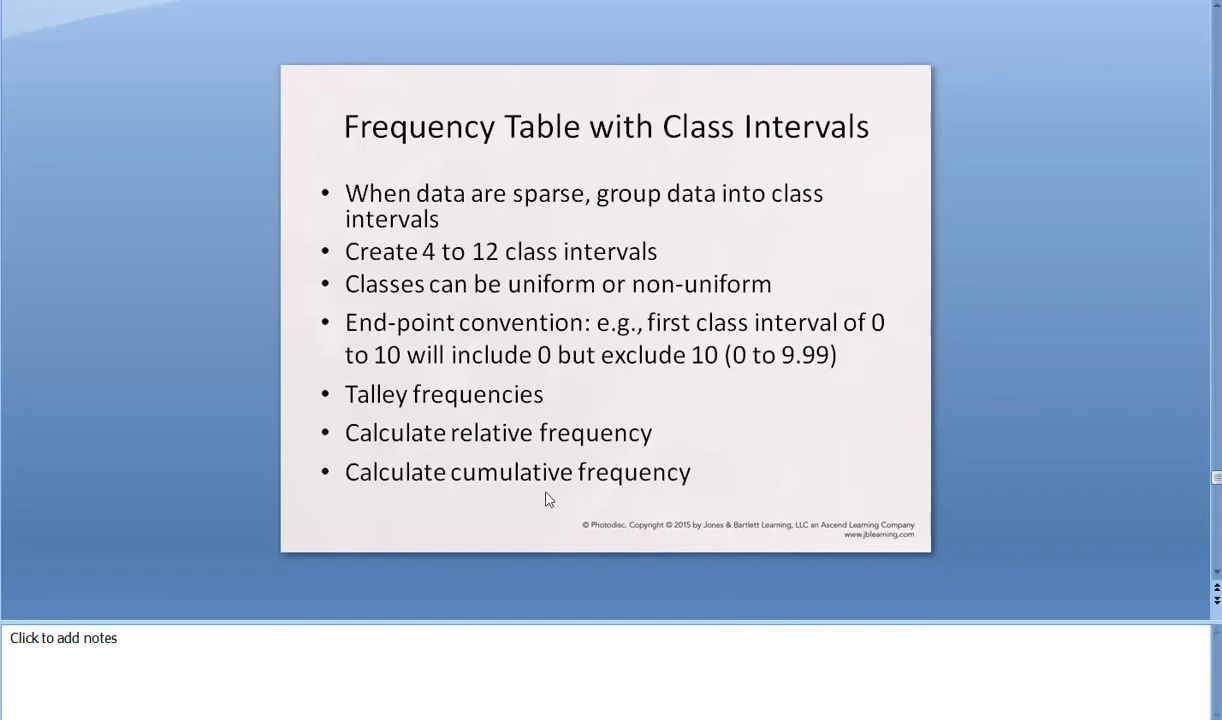 Frequency Table with Class Intervals
• When data are sparse, group data into class
intervals
• Create 4 to 12 class intervals
• Classes can be uniform or non-uniform
• End-point convention: e.g., first class interval of 0
to 10 will include 0 but exclude 10 (0 to 9.99)
• Talley frequencies
• Calculate relative frequency
• Calculate cumulative frequency
© Photodisc. Copyright © 2015 by Jones & Bartlett Learning, LLC an Ascend Learning Company
www.jblearning.com
Click to add notes